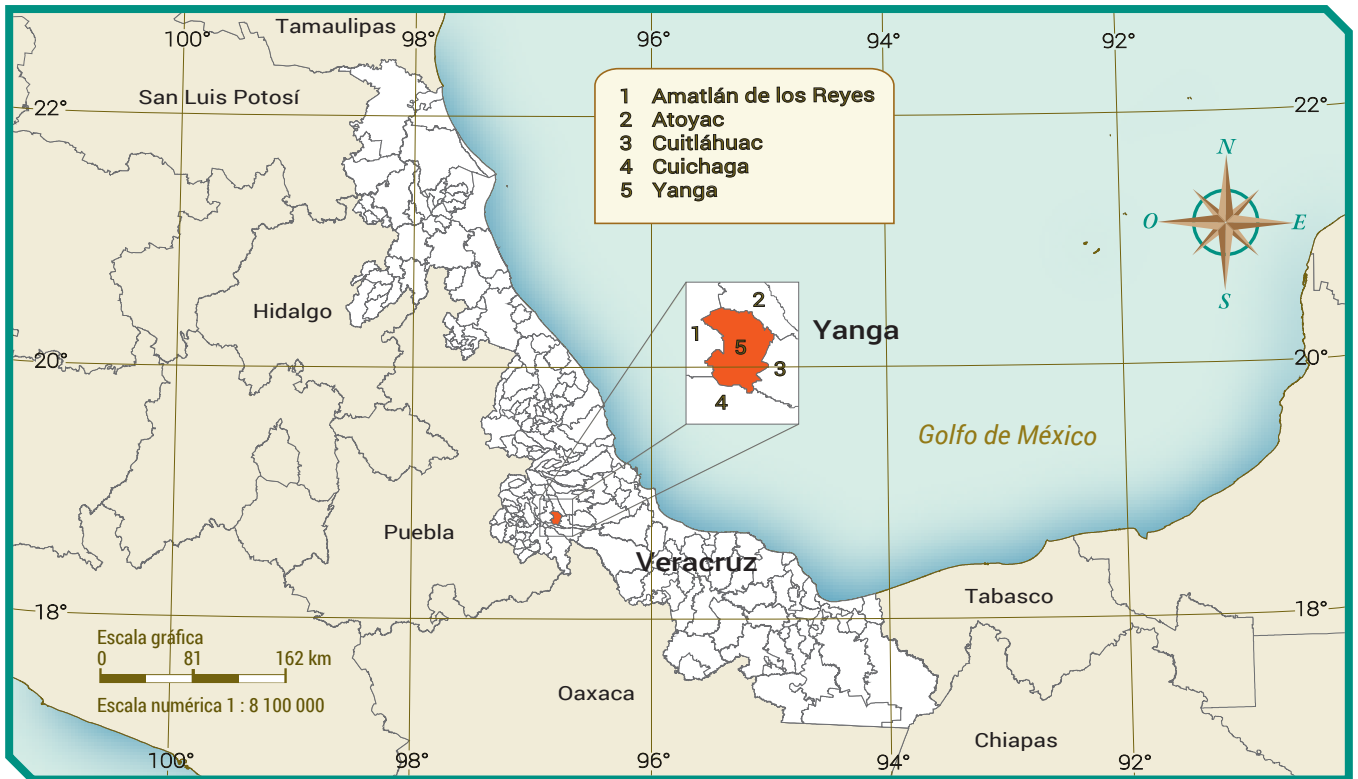 Tamaulipas
100°
98°
96°
94°
92°
San Luis Potosí
22°
22°
1 Amatlán de los Reyes
2 Atoyac
3 Cuitláhuac
4 Cuichaga
5 Yanga
N
O
E
S
Hidalgo
2
1
5
3
4
Yanga
20°
20°
Golfo de México
Puebla
Veracruz
Tabasco
18°
18°
Escala gráfica
0 81 162 km
Escala numérica 1 : 8 100 000
Oaxaca
Chiapas
100°
98°
96°
94°
92°